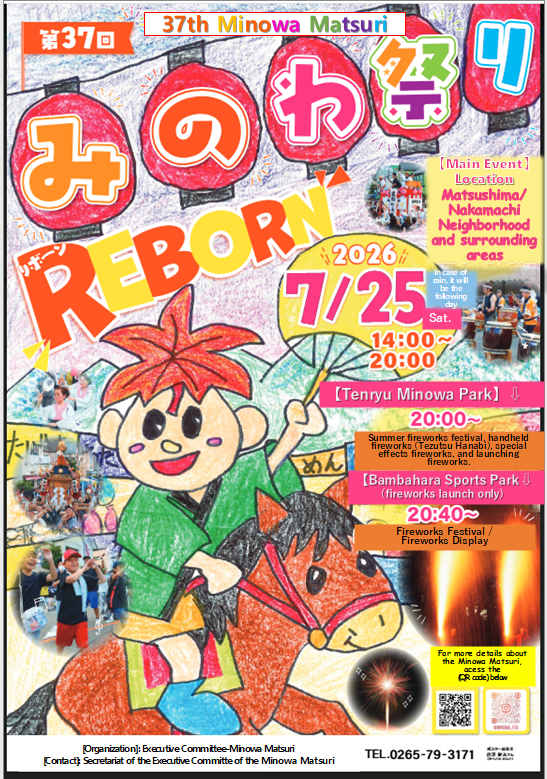 第37回
37th Minowa Matsuri
みのわ祭り
リボーン
REBORN
【Main Event】
Location
Matsushima/
Nakamachi
Neighborhood
and surrounding
areas
2026
7/25
In case of
rain, it will
be the
following
day
Sat.
14:00~
20:00
【Tenryu Minowa Park】⇩
20:00~
Summer fireworks festival, handheld
fireworks (Tezutsu Hanabi), special
effects fireworks, and launching
fireworks.
【Bambahara Sports Park⇩
(fireworks launch only)
20:40~
Fireworks Festival /
Fireworks Display
めん
For more details about
the Minowa Matsuri,
acess the
(QR code) below
[Organization]: Executive Committee-Minowa Matsuri
[Contact]: Secretariat of the Executive Committe of the Minowa Matsuri
TEL.0265-79-3171